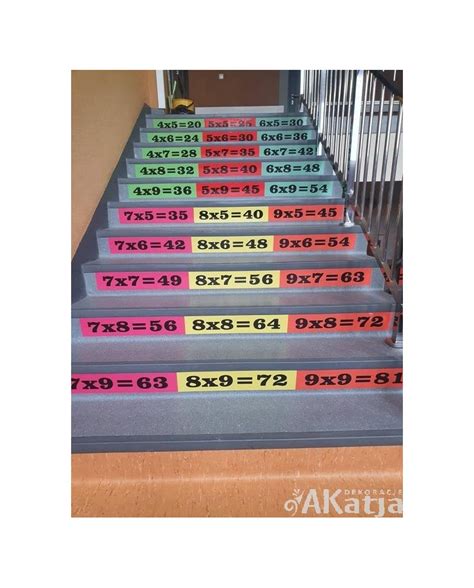 4x5=20 5x5=25 6x5=30
4x6=24 5x6=30 6x6=36
4x7=28 5x7=35 6x7=42
4x8=32 5x8=40 6x8=48
4x9=36 5x9=45 6x9=54
7x5=35 8x5=40 9x5=45
7x6=42 8x6=48 9x6=54
7x7=49 8x7=56 9x7=63
7x8=56 8x8=64 9x8=72
7x9=63 8x9=72 9x9=81
DEKORACJE
AKatja